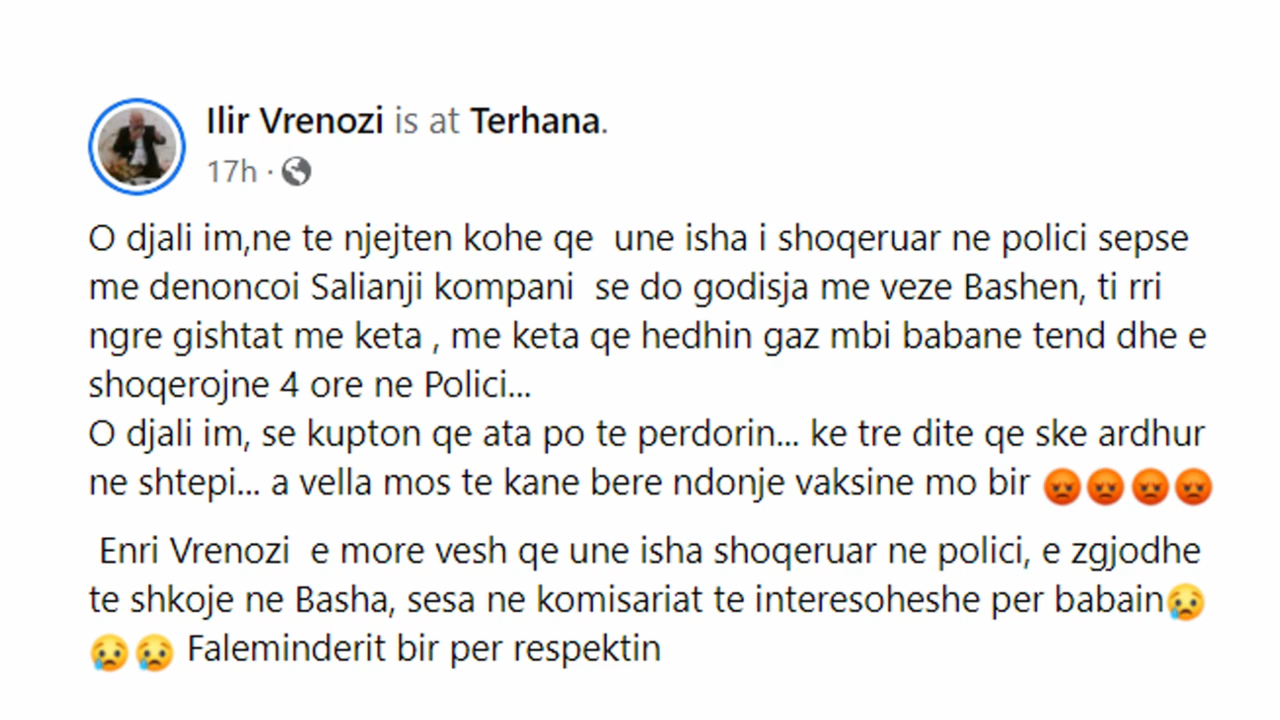 Ilir Vrenozi is at Terhana.
17h ·
O djali im,ne te njejten kohe qe  une isha i shoqeruar ne polici sepse
me denoncoi Salianji kompani  se do godisja me veze Bashen, ti rri
ngre gishtat me keta , me keta qe hedhin gaz mbi babane tend dhe e
shoqerojne 4 ore ne Polici...
O djali im, se kupton qe ata po te perdorin... ke tre dite qe ske ardhur
ne shtepi... a vella mos te kane bere ndonje vaksine mo bir 😡😡😡😡
Enri Vrenozi  e more vesh qe une isha shoqeruar ne polici, e zgjodhe
te shkoje ne Basha, sesa ne komisariat te interesoheshe per babain😢
😢😢 Faleminderit bir per respektin